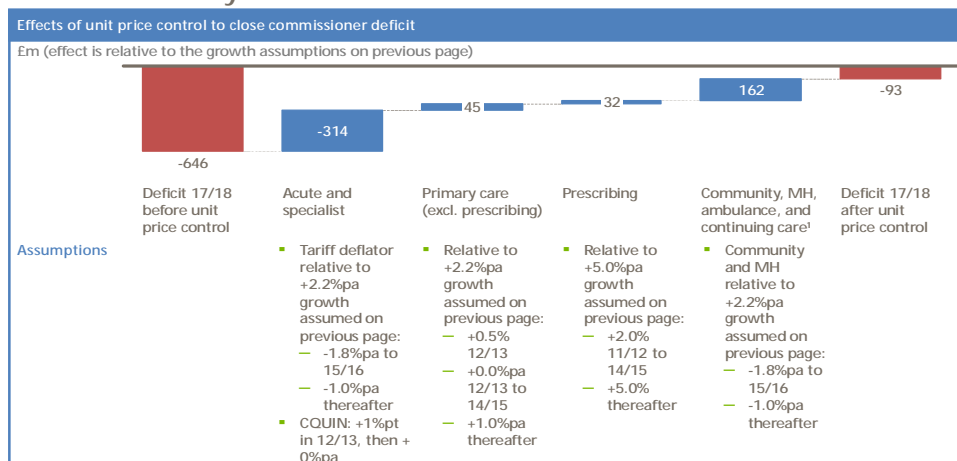 Effects of unit price control to close commissioner deficit
£m (effect is relative to the growth assumptions on previous page)
-646
-314
45
32
162
-93
Deficit 17/18
before unit
price control
Acute and
specialist
Primary care
(excl. prescribing)
Prescribing
Community, MH,
ambulance, and
continuing care¹
Deficit 17/18
after unit
price control
Assumptions
▪ Tariff deflator
relative to
+2.2%pa
growth
assumed on
previous page:
— -1.8%pa to
15/16
— -1.0%pa
thereafter
▪ CQUIN: +1%pt
in 12/13, then +
0%pa
▪ Relative to
+2.2%pa
growth
assumed on
previous page:
— +0.5%
12/13
— +0.0%pa
12/13 to
14/15
— +1.0%pa
thereafter
▪ Relative to
+5.0%pa
growth
assumed on
previous page:
— +2.0%
11/12 to
14/15
— +5.0%
thereafter
▪ Community
and MH
relative to
+2.2%pa
growth
assumed on
previous page:
— -1.8%pa to
15/16
— -1.0%pa
thereafter